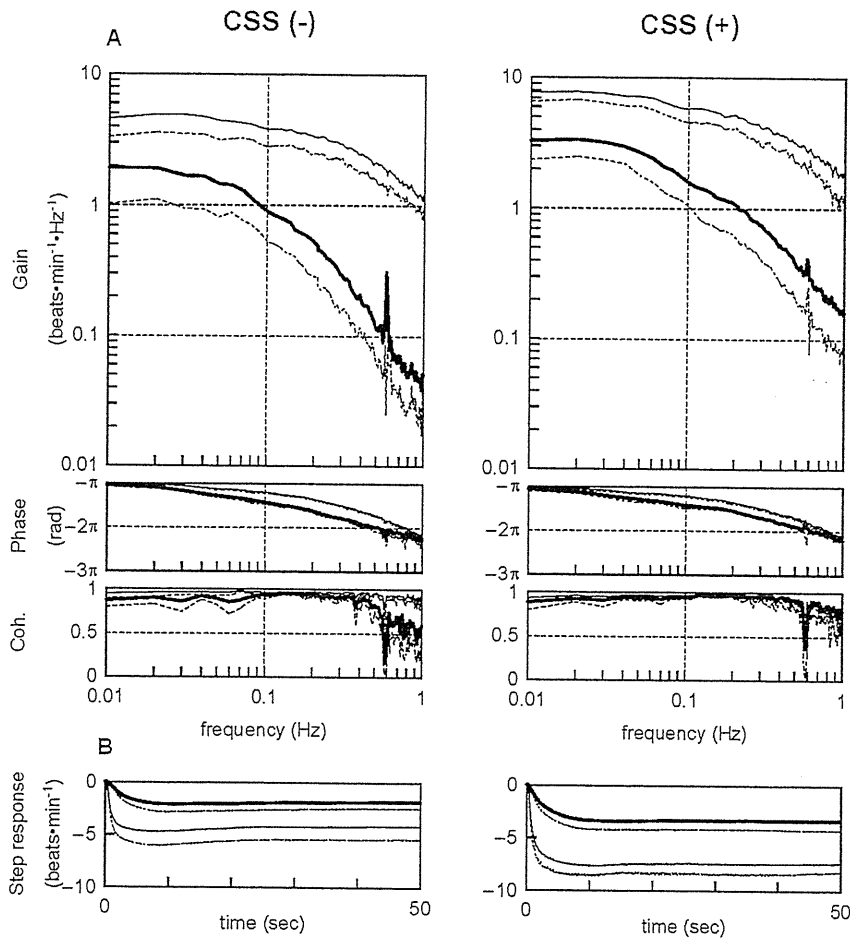 CSS (-)
CSS (+)
A
10
1
0.1
0.01
Gain
(beats•min⁻¹•Hz⁻¹)
10
1
0.1
0.01
−π
−2π
−3π
Phase
(rad)
−π
−2π
−3π
1
0.5
0
Coh.
1
0.5
0
0.01
0.1
1
frequency (Hz)
0.01
0.1
1
frequency (Hz)
B
0
−5
−10
Step response
(beats•min⁻¹)
0
50
time (sec)
0
−5
−10
0
50
time (sec)